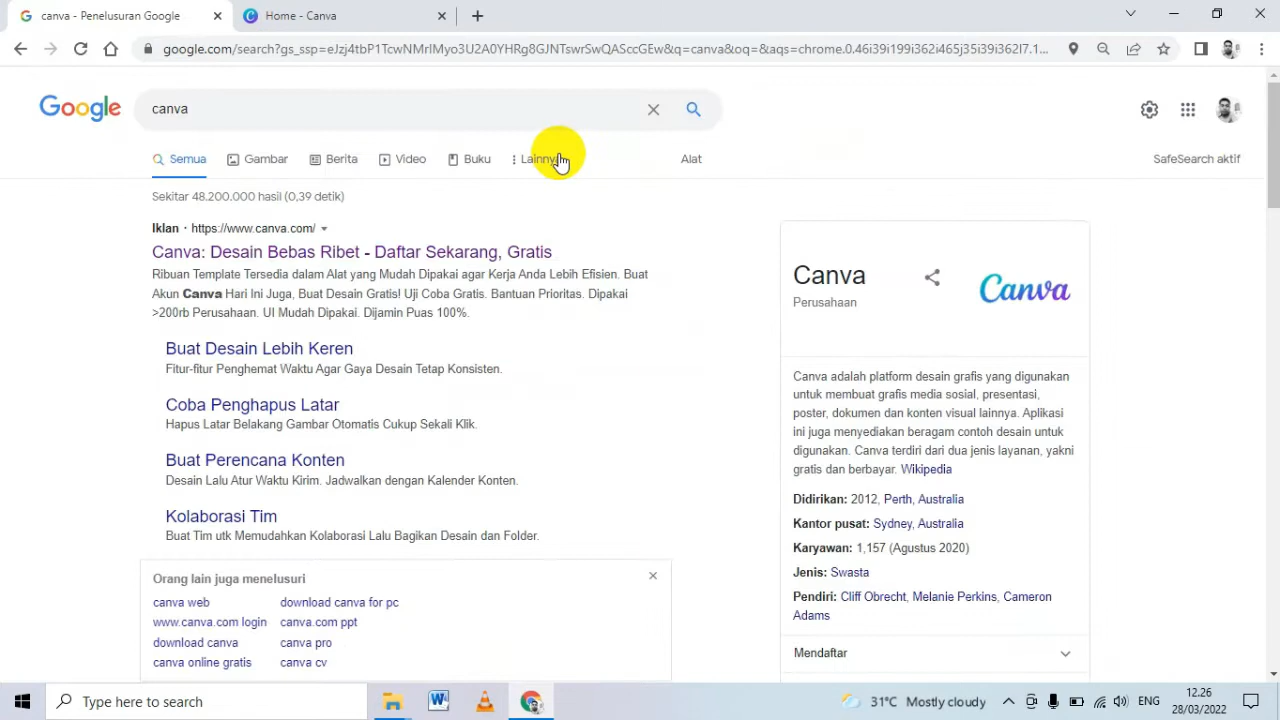 canva - Penelusuran Google
Home - Canva
google.com/search?gs_ssp=eJzj4tbP1TcwNMrIMyo3U2A0YHRg8GJNTswrSwQASccGEw&q=canva&oq=&aqs=chrome.0.46i39i199i362i465j35i39i362l7.1...
Google
canva
Semua
Gambar
Berita
Video
Buku
Lainnya
Alat
SafeSearch aktif
Sekitar 48.200.000 hasil (0,39 detik)
Iklan · https://www.canva.com/
Canva: Desain Bebas Ribet - Daftar Sekarang, Gratis
Ribuan Template Tersedia dalam Alat yang Mudah Dipakai agar Kerja Anda Lebih Efisien. Buat
Akun Canva Hari Ini Juga, Buat Desain Gratis! Uji Coba Gratis. Bantuan Prioritas. Dipakai
>200rb Perusahaan. UI Mudah Dipakai. Dijamin Puas 100%.
Buat Desain Lebih Keren
Fitur-fitur Penghemat Waktu Agar Gaya Desain Tetap Konsisten.
Coba Penghapus Latar
Hapus Latar Belakang Gambar Otomatis Cukup Sekali Klik.
Buat Perencana Konten
Desain Lalu Atur Waktu Kirim. Jadwalkan dengan Kalender Konten.
Kolaborasi Tim
Buat Tim utk Memudahkan Kolaborasi Lalu Bagikan Desain dan Folder.
Orang lain juga menelusuri
canva web
download canva for pc
www.canva.com login
canva.com ppt
download canva
canva pro
canva online gratis
canva cv
Canva
Perusahaan
Canva
Canva adalah platform desain grafis yang digunakan
untuk membuat grafis media sosial, presentasi,
poster, dokumen dan konten visual lainnya. Aplikasi
ini juga menyediakan beragam contoh desain untuk
digunakan. Canva terdiri dari dua jenis layanan, yakni
gratis dan berbayar. Wikipedia
Didirikan: 2012, Perth, Australia
Kantor pusat: Sydney, Australia
Karyawan: 1,157 (Agustus 2020)
Jenis: Swasta
Pendiri: Cliff Obrecht, Melanie Perkins, Cameron
Adams
Mendaftar
Type here to search
31°C Mostly cloudy
ENG
12.26
28/03/2022